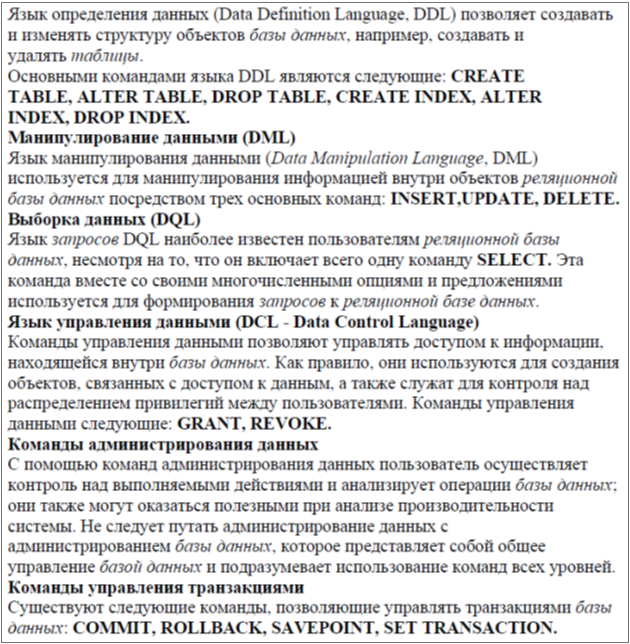 Язык определения данных (Data Definition Language, DDL) позволяет создавать
и изменять структуру объектов базы данных, например, создавать и
удалять таблицы.
Основными командами языка DDL являются следующие: CREATE
TABLE, ALTER TABLE, DROP TABLE, CREATE INDEX, ALTER
INDEX, DROP INDEX.
Манипулирование данными (DML)
Язык манипулирования данными (Data Manipulation Language, DML)
используется для манипулирования информацией внутри объектов реляционной
базы данных посредством трех основных команд: INSERT,UPDATE, DELETE.
Выборка данных (DQL)
Язык запросов DQL наиболее известен пользователям реляционной базы
данных, несмотря на то, что он включает всего одну команду SELECT. Эта
команда вместе со своими многочисленными опциями и предложениями
используется для формирования запросов к реляционной базе данных.
Язык управления данными (DCL - Data Control Language)
Команды управления данными позволяют управлять доступом к информации,
находящейся внутри базы данных. Как правило, они используются для создания
объектов, связанных с доступом к данным, а также служат для контроля над
распределением привилегий между пользователями. Команды управления
данными следующие: GRANT, REVOKE.
Команды администрирования данных
С помощью команд администрирования данных пользователь осуществляет
контроль над выполняемыми действиями и анализирует операции базы данных;
они также могут оказаться полезными при анализе производительности
системы. Не следует путать администрирование данных с
администрированием базы данных, которое представляет собой общее
управление базой данных и подразумевает использование команд всех уровней.
Команды управления транзакциями
Существуют следующие команды, позволяющие управлять транзакциями базы
данных: COMMIT, ROLLBACK, SAVEPOINT, SET TRANSACTION.